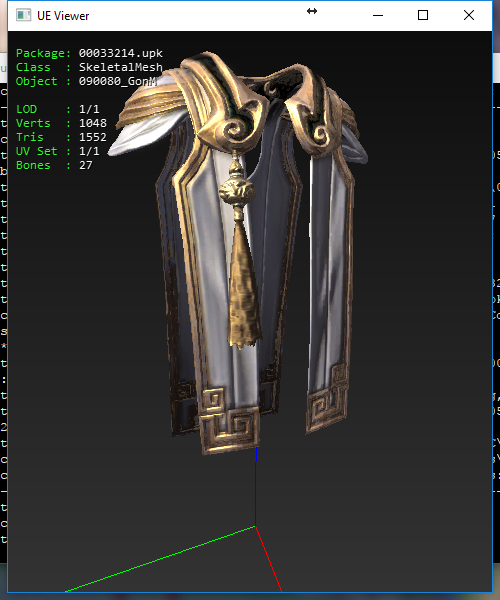 UE Viewer
Package: 00033214.upk
Class : SkeletalMesh
Object : 090080_GonM
LOD : 1/1
Verts : 1048
Tris : 1552
UV Set : 1/1
Bones : 27